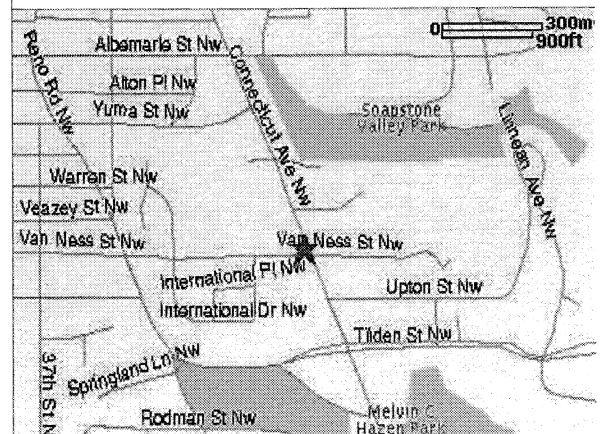 0 300m
900ft
Albemarle St Nw
Reno Rd Nw
Connecticut Ave Nw
Alton Pl Nw
Yuma St Nw
Soapstone
Valley Park
Linnean Ave Nw
Warren St Nw
Veazey St Nw
Van Ness St Nw
Van Ness St Nw
International Pl Nw
Upton St Nw
International Dr Nw
Tilden St Nw
Springland Ln Nw
37th St N
Rodman St Nw
Melvin C
Hazen Park